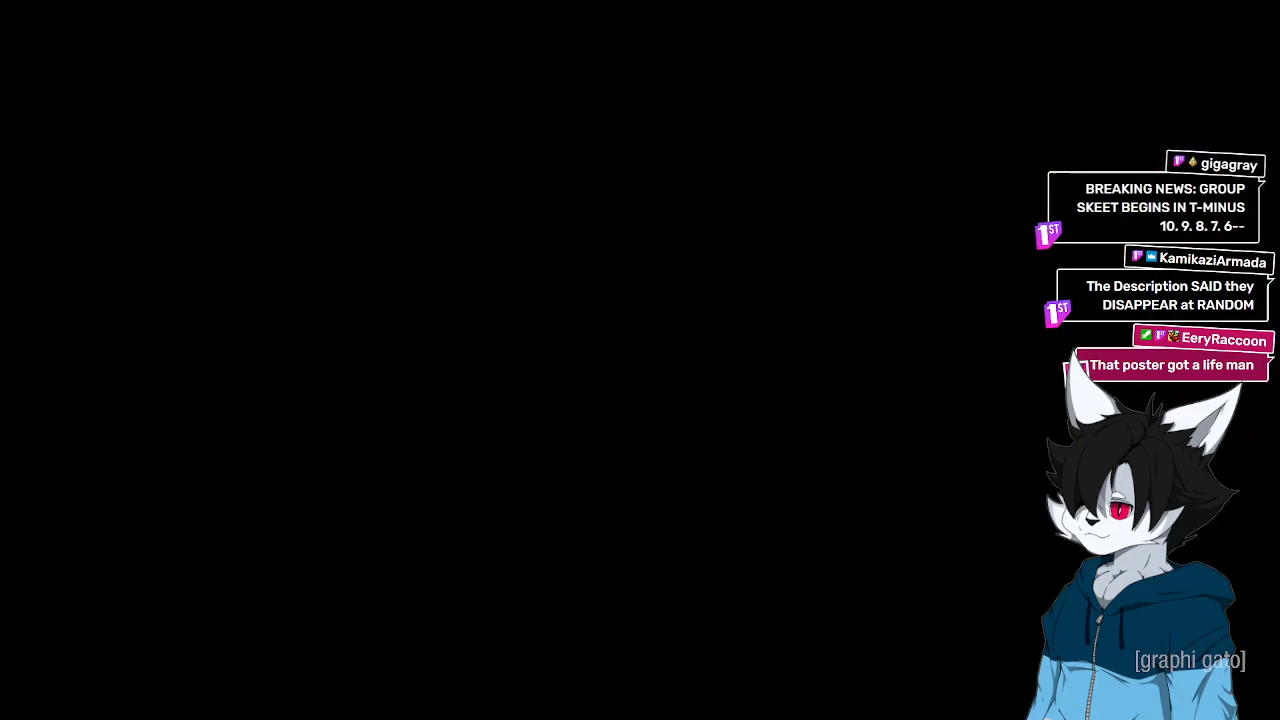 gigagray
BREAKING NEWS: GROUP
SKEET BEGINS IN T-MINUS
10. 9. 8. 7. 6--
1ST
KamikaziArmada
The Description SAID they
DISAPPEAR at RANDOM
1ST
EeryRaccoon
That poster got a life man
[graphi gato]